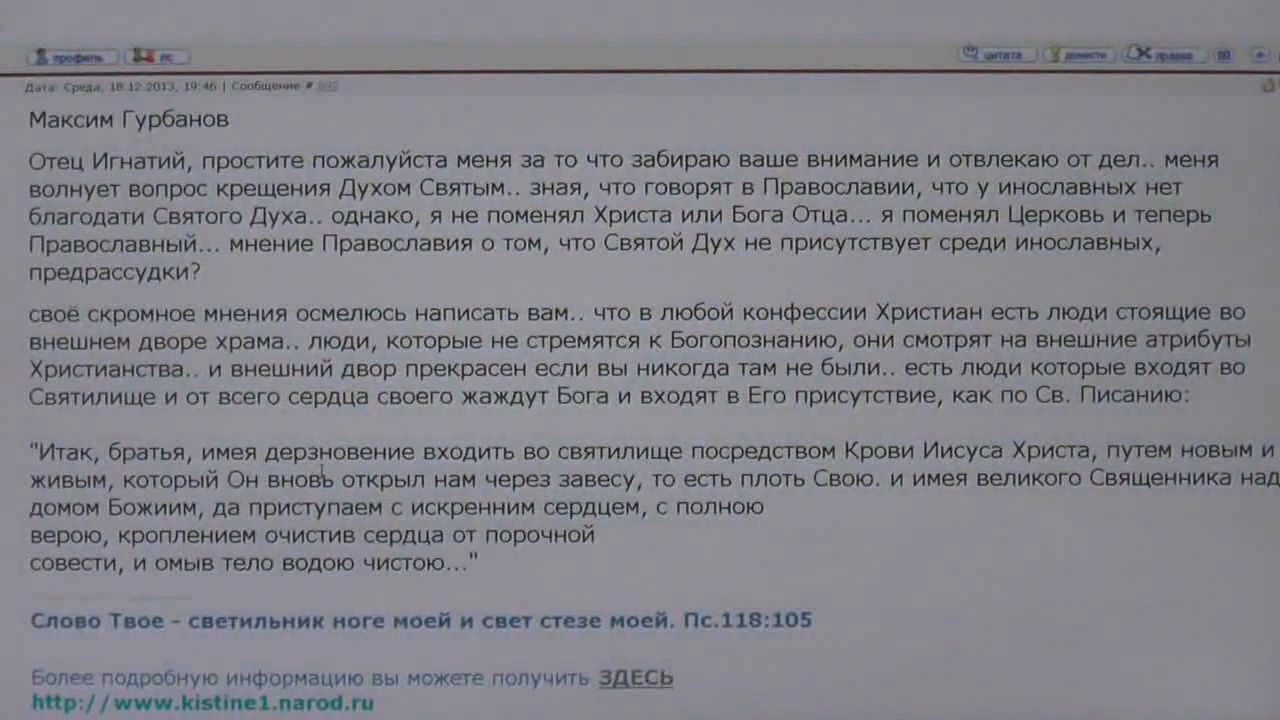 профиль пс цитата
Дата: Среда, 18.12.2013, 19:46 | Сообщение #
Максим Гурбанов
Отец Игнатий, простите пожалуйста меня за то что забираю ваше внимание и отвлекаю от дел.. меня
волнует вопрос крещения Духом Святым.. зная, что говорят в Православии, что у инославных нет
благодати Святого Духа.. однако, я не поменял Христа или Бога Отца... я поменял Церковь и теперь
Православный... мнение Православия о том, что Святой Дух не присутствует среди инославных,
предрассудки?
своё скромное мнения осмелюсь написать вам.. что в любой конфессии Христиан есть люди стоящие во
внешнем дворе храма.. люди, которые не стремятся к Богопознанию, они смотрят на внешние атрибуты
Христианства.. и внешний двор прекрасен если вы никогда там не были.. есть люди которые входят во
Святилище и от всего сердца своего жаждут Бога и входят в Его присутствие, как по Св. Писанию:
"Итак, братья, имея дерзновение входить во святилище посредством Крови Иисуса Христа, путем новым и
живым, который Он вновь открыл нам через завесу, то есть плоть Свою. и имея великого Священника над
домом Божиим, да приступаем с искренним сердцем, с полною
верою, кроплением очистив сердца от порочной
совести, и омыв тело водою чистою..."
Слово Твое - светильник ноге моей и свет стезе моей. Пс.118:105
Более подробную информацию вы можете получить ЗДЕСЬ
http://www.kistine1.narod.ru